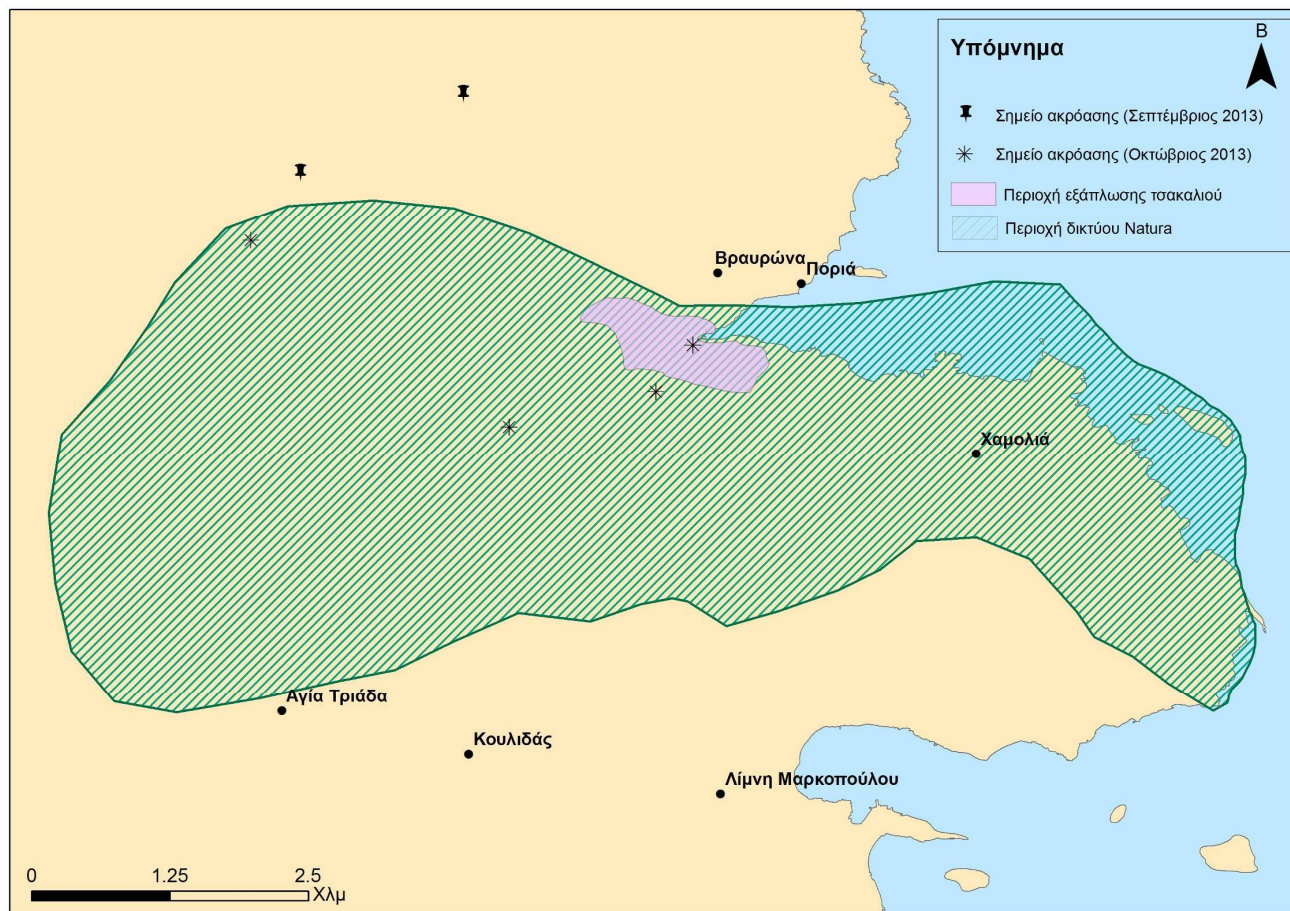 Υπόμνημα
Β
Σημείο ακρόασης (Σεπτέμβριος 2013)
Σημείο ακρόασης (Οκτώβριος 2013)
Περιοχή εξάπλωσης τσακαλιού
Περιοχή δικτύου Natura
Βραυρώνα
Ποριά
Χαμολιά
Αγία Τριάδα
Κουλιδάς
Λίμνη Μαρκοπούλου
0 1.25 2.5
Χλμ